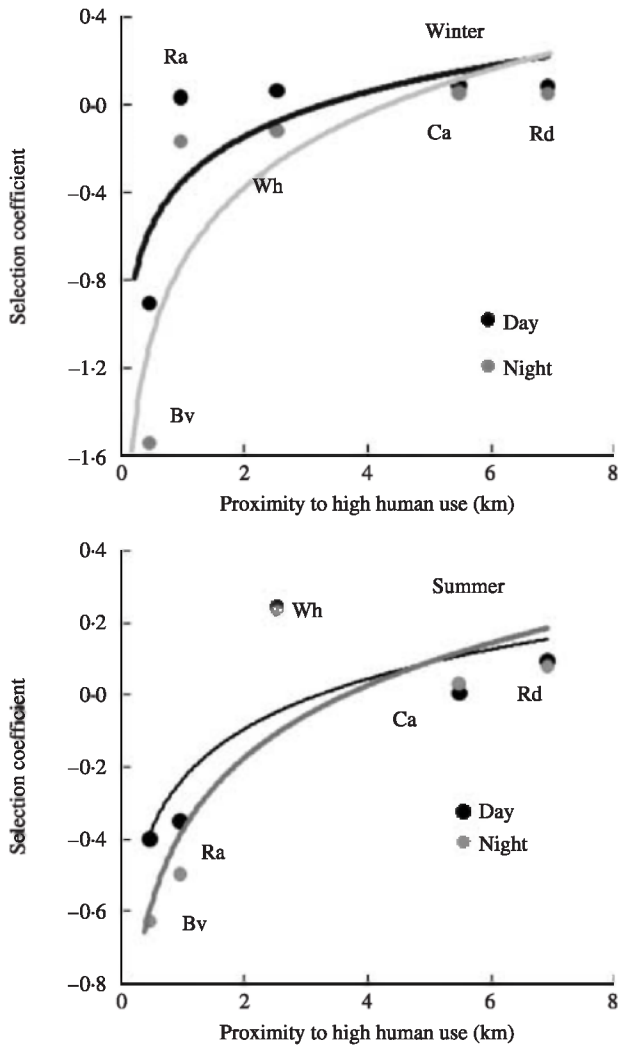 0·4
Winter
Ra
0·0
Ca
Rd
−0·4
Wh
Selection coefficient
−0·8
Day
−1·2
Night
Bv
−1·6
0
2
4
6
8
Proximity to high human use (km)
0·4
Summer
Wh
0·2
0·0
Rd
Ca
−0·2
Selection coefficient
Day
−0·4
Night
Ra
−0·6
Bv
−0·8
0
2
4
6
8
Proximity to high human use (km)